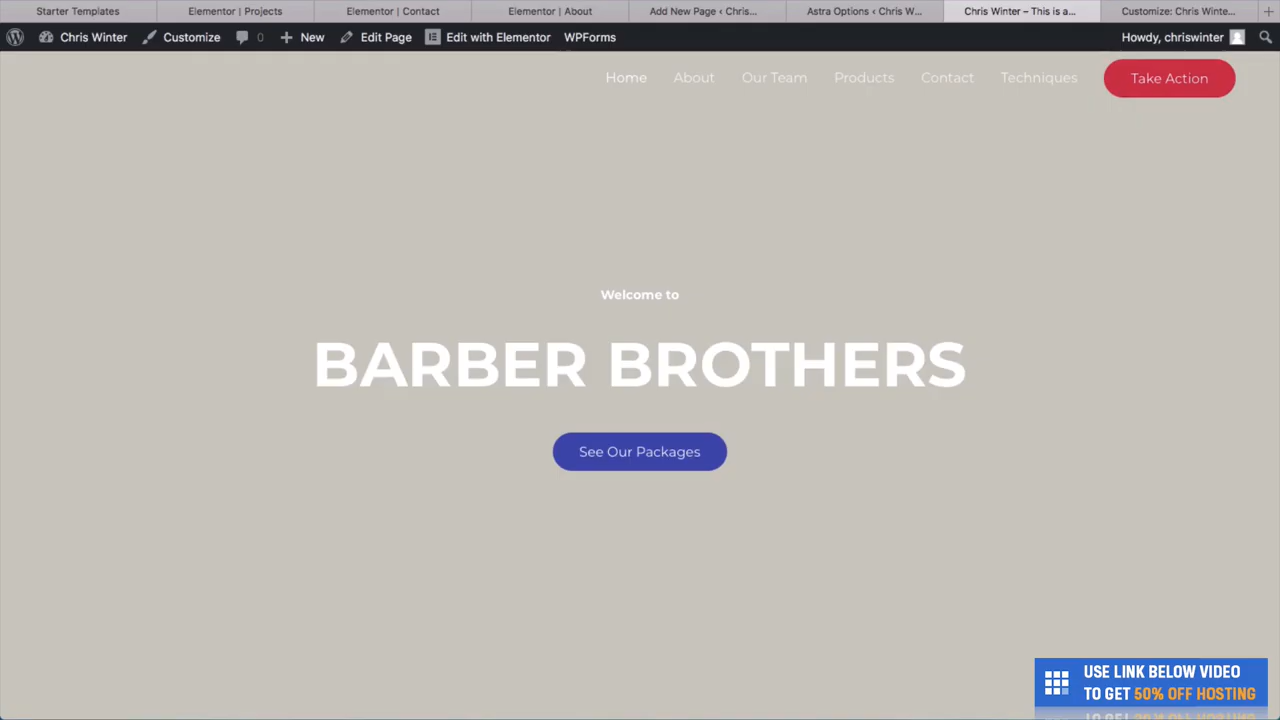 Starter Templates
Elementor | Projects
Elementor | Contact
Elementor | About
Add New Page ‹ Chris...
Astra Options ‹ Chris W...
Chris Winter – This is a...
Customize: Chris Winte...
Chris Winter
Customize
0
New
Edit Page
Edit with Elementor
WPForms
Howdy, chriswinter
Home
About
Our Team
Products
Contact
Techniques
Take Action
Welcome to
BARBER BROTHERS
See Our Packages
USE LINK BELOW VIDEO
TO GET 50% OFF HOSTING